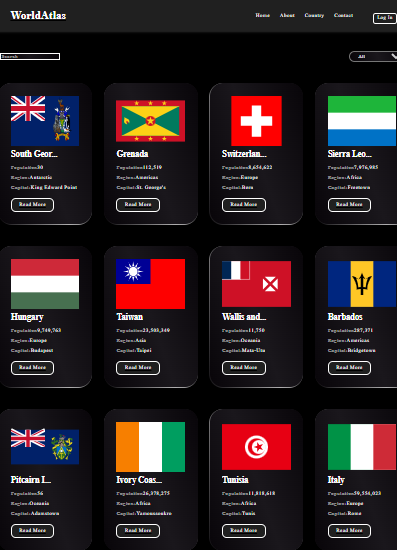 WorldAtlas
Home About Country Contact Log In
Search All
South Geor... Grenada Switzerlan... Sierra Leo...
Population:30 Population:112,519 Population:8,654,622 Population:7,976,985
Region:Antarctic Region:Americas Region:Europe Region:Africa
Capital:King Edward Point Capital:St. George's Capital:Bern Capital:Freetown
Read More Read More Read More Read More
Hungary Taiwan Wallis and... Barbados
Population:9,749,763 Population:23,503,349 Population:11,750 Population:287,371
Region:Europe Region:Asia Region:Oceania Region:Americas
Capital:Budapest Capital:Taipei Capital:Mata-Utu Capital:Bridgetown
Read More Read More Read More Read More
Pitcairn I... Ivory Coas... Tunisia Italy
Population:56 Population:26,378,275 Population:11,818,618 Population:59,554,023
Region:Oceania Region:Africa Region:Africa Region:Europe
Capital:Adamstown Capital:Yamoussoukro Capital:Tunis Capital:Rome
Read More Read More Read More Read More